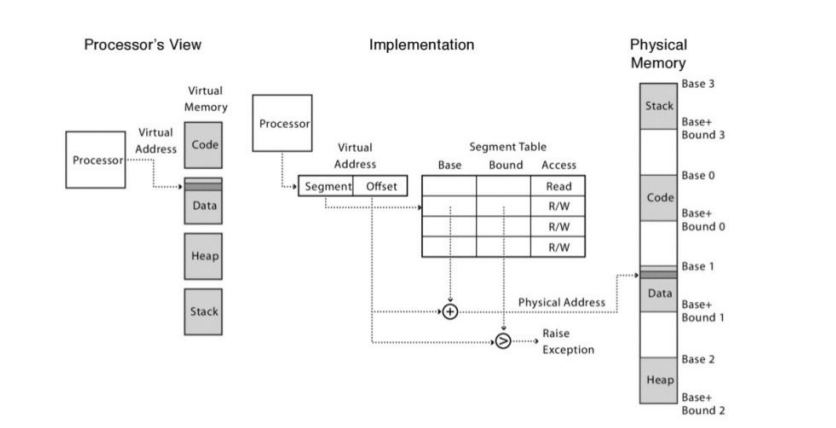 Processor's View
Implementation
Physical
Memory
Virtual
Memory
Processor
Virtual
Address
Code
Data
Heap
Stack
Processor
Virtual
Address
Segment Offset
Segment Table
Base Bound Access
Read
R/W
R/W
R/W
+
Physical Address
>
Raise
Exception
Stack
Code
Data
Heap
Base 3
Base+
Bound 3
Base 0
Base+
Bound 0
Base 1
Base+
Bound 1
Base 2
Base+
Bound 2